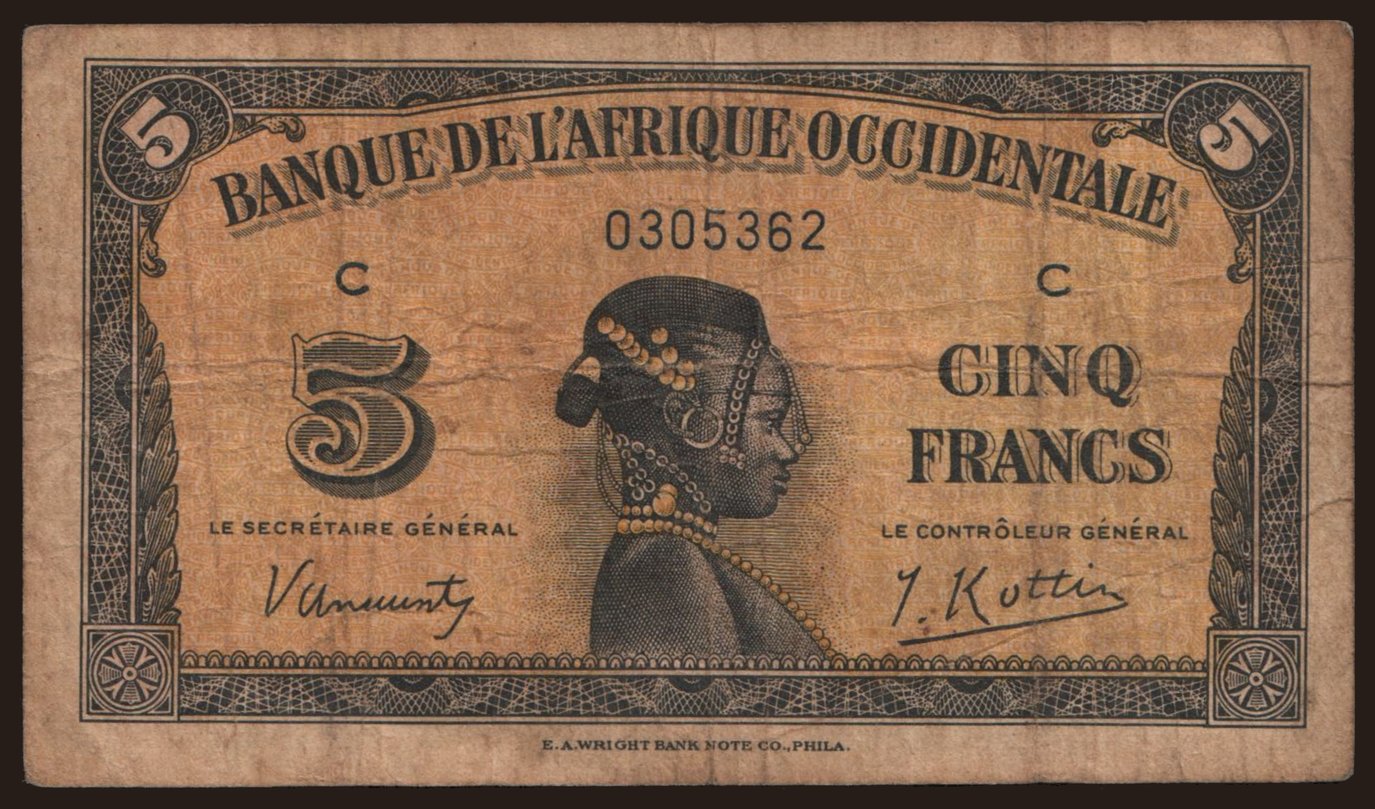 5 5
BANQUE DE L'AFRIQUE OCCIDENTALE
0305362
C C
5
CINQ
FRANCS
LE SECRÉTAIRE GÉNÉRAL
LE CONTRÔLEUR GÉNÉRAL
E.A.WRIGHT BANK NOTE CO.,PHILA.